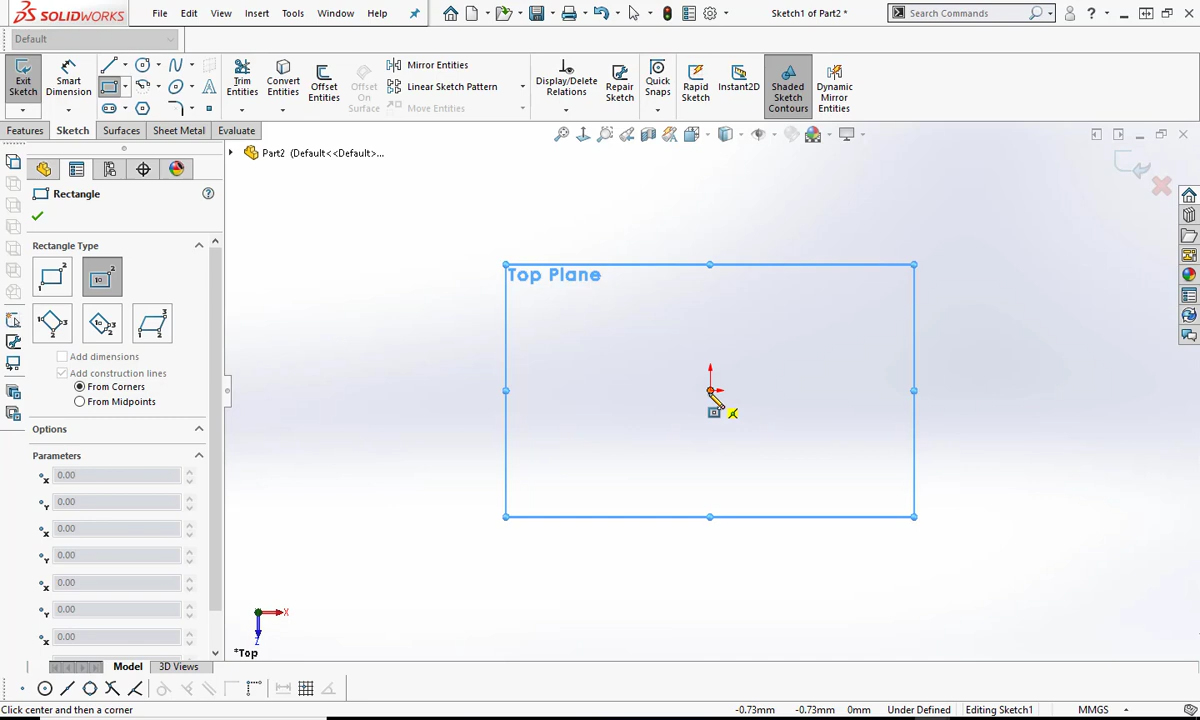 SOLIDWORKS File Edit View Insert Tools Window Help Sketch1 of Part2 * Search Commands
Default
Exit Sketch
Smart Dimension
Trim Entities
Convert Entities
Offset Entities
Offset On Surface
Mirror Entities
Linear Sketch Pattern
Move Entities
Display/Delete Relations
Repair Sketch
Quick Snaps
Rapid Sketch
Instant2D
Shaded Sketch Contours
Dynamic Mirror Entities
Features Sketch Surfaces Sheet Metal Evaluate
Part2 (Default<<Default>...
Rectangle
Rectangle Type
Add dimensions
Add construction lines
From Corners
From Midpoints
Options
Parameters
x 0.00
Y 0.00
x 0.00
Y 0.00
x 0.00
Y 0.00
x 0.00
Top Plane
X
Z
*Top
Model 3D Views
Click center and then a corner -0.73mm -0.73mm 0mm Under Defined Editing Sketch1 MMGS